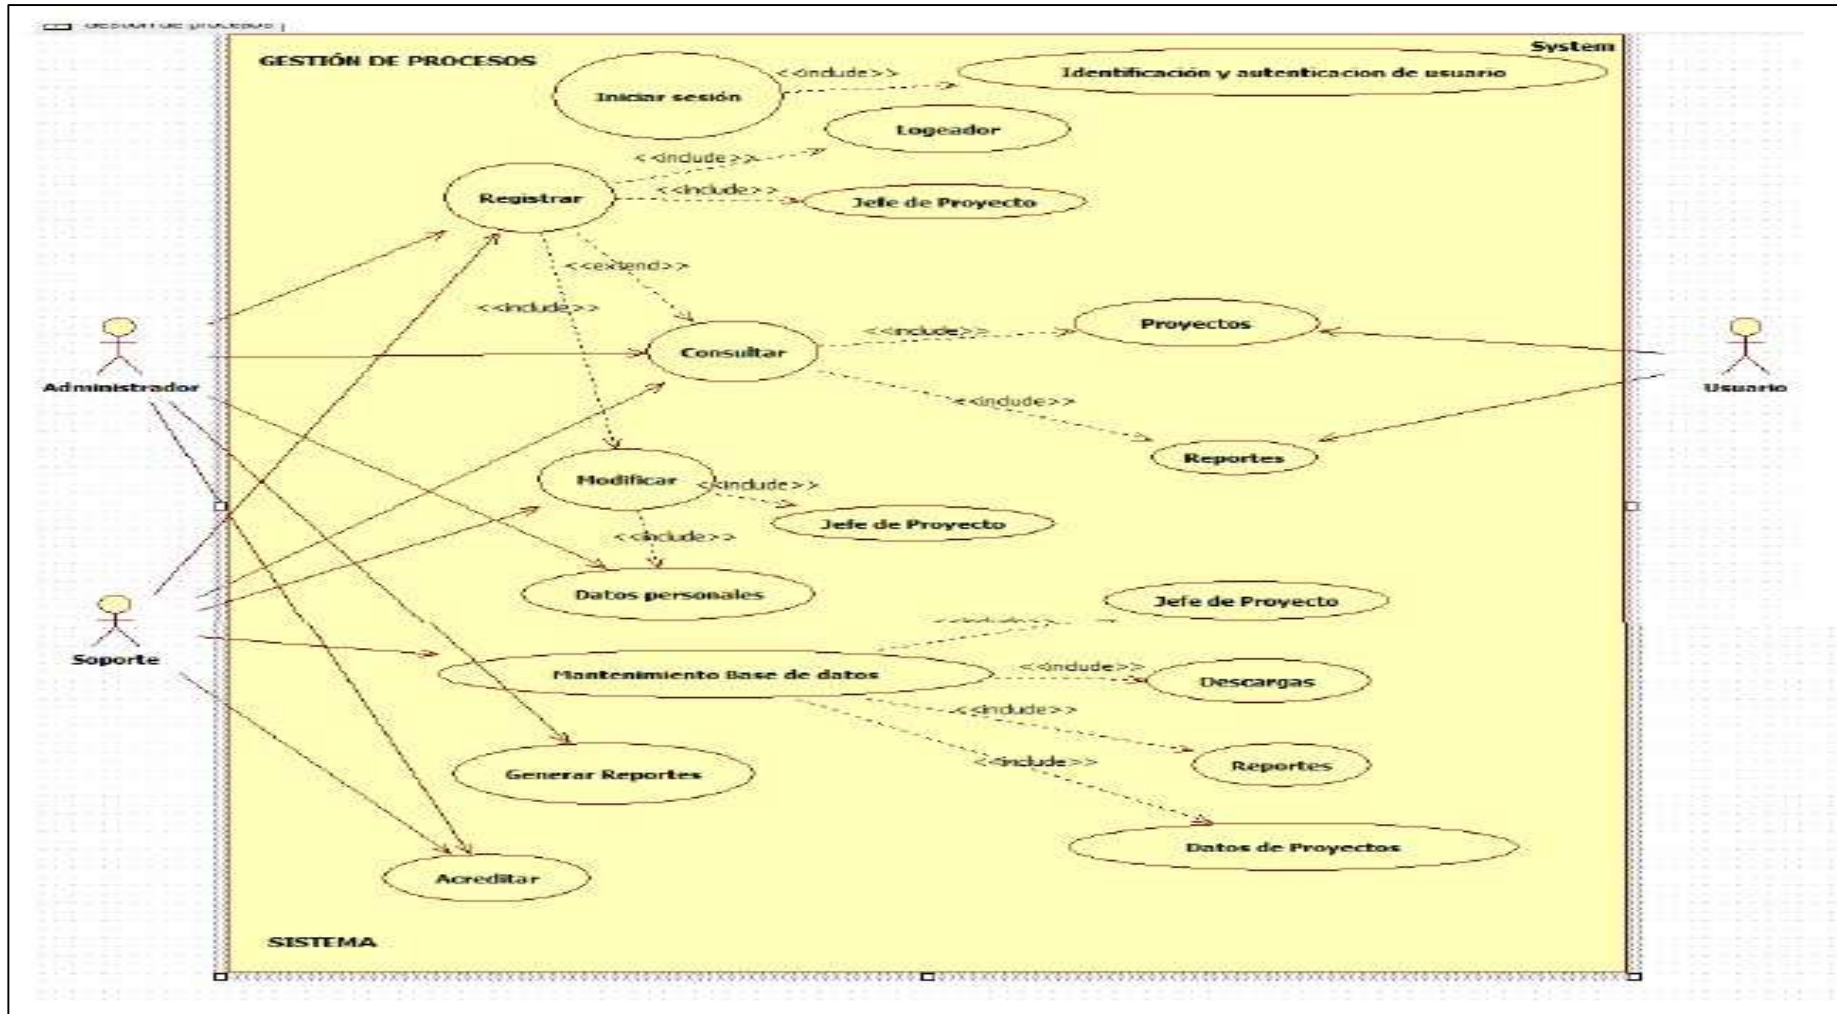 GESTIÓN DE PROCESOS
System
Iniciar sesión
<<include>>
Identificación y autenticacion de usuario
Logeador
<<include>>
Registrar
<<include>>
Jefe de Proyecto
<<extend>>
<<include>>
Administrador
Consultar
<<include>>
Proyectos
Usuario
<<include>>
Reportes
Modificar
<<include>>
Jefe de Proyecto
<<include>>
Datos personales
Jefe de Proyecto
Soporte
Mantenimiento Base de datos
<<include>>
Descargas
<<include>>
Reportes
<<include>>
Generar Reportes
Datos de Proyectos
Acreditar
SISTEMA